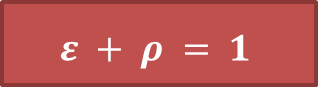 ε + ρ = 1